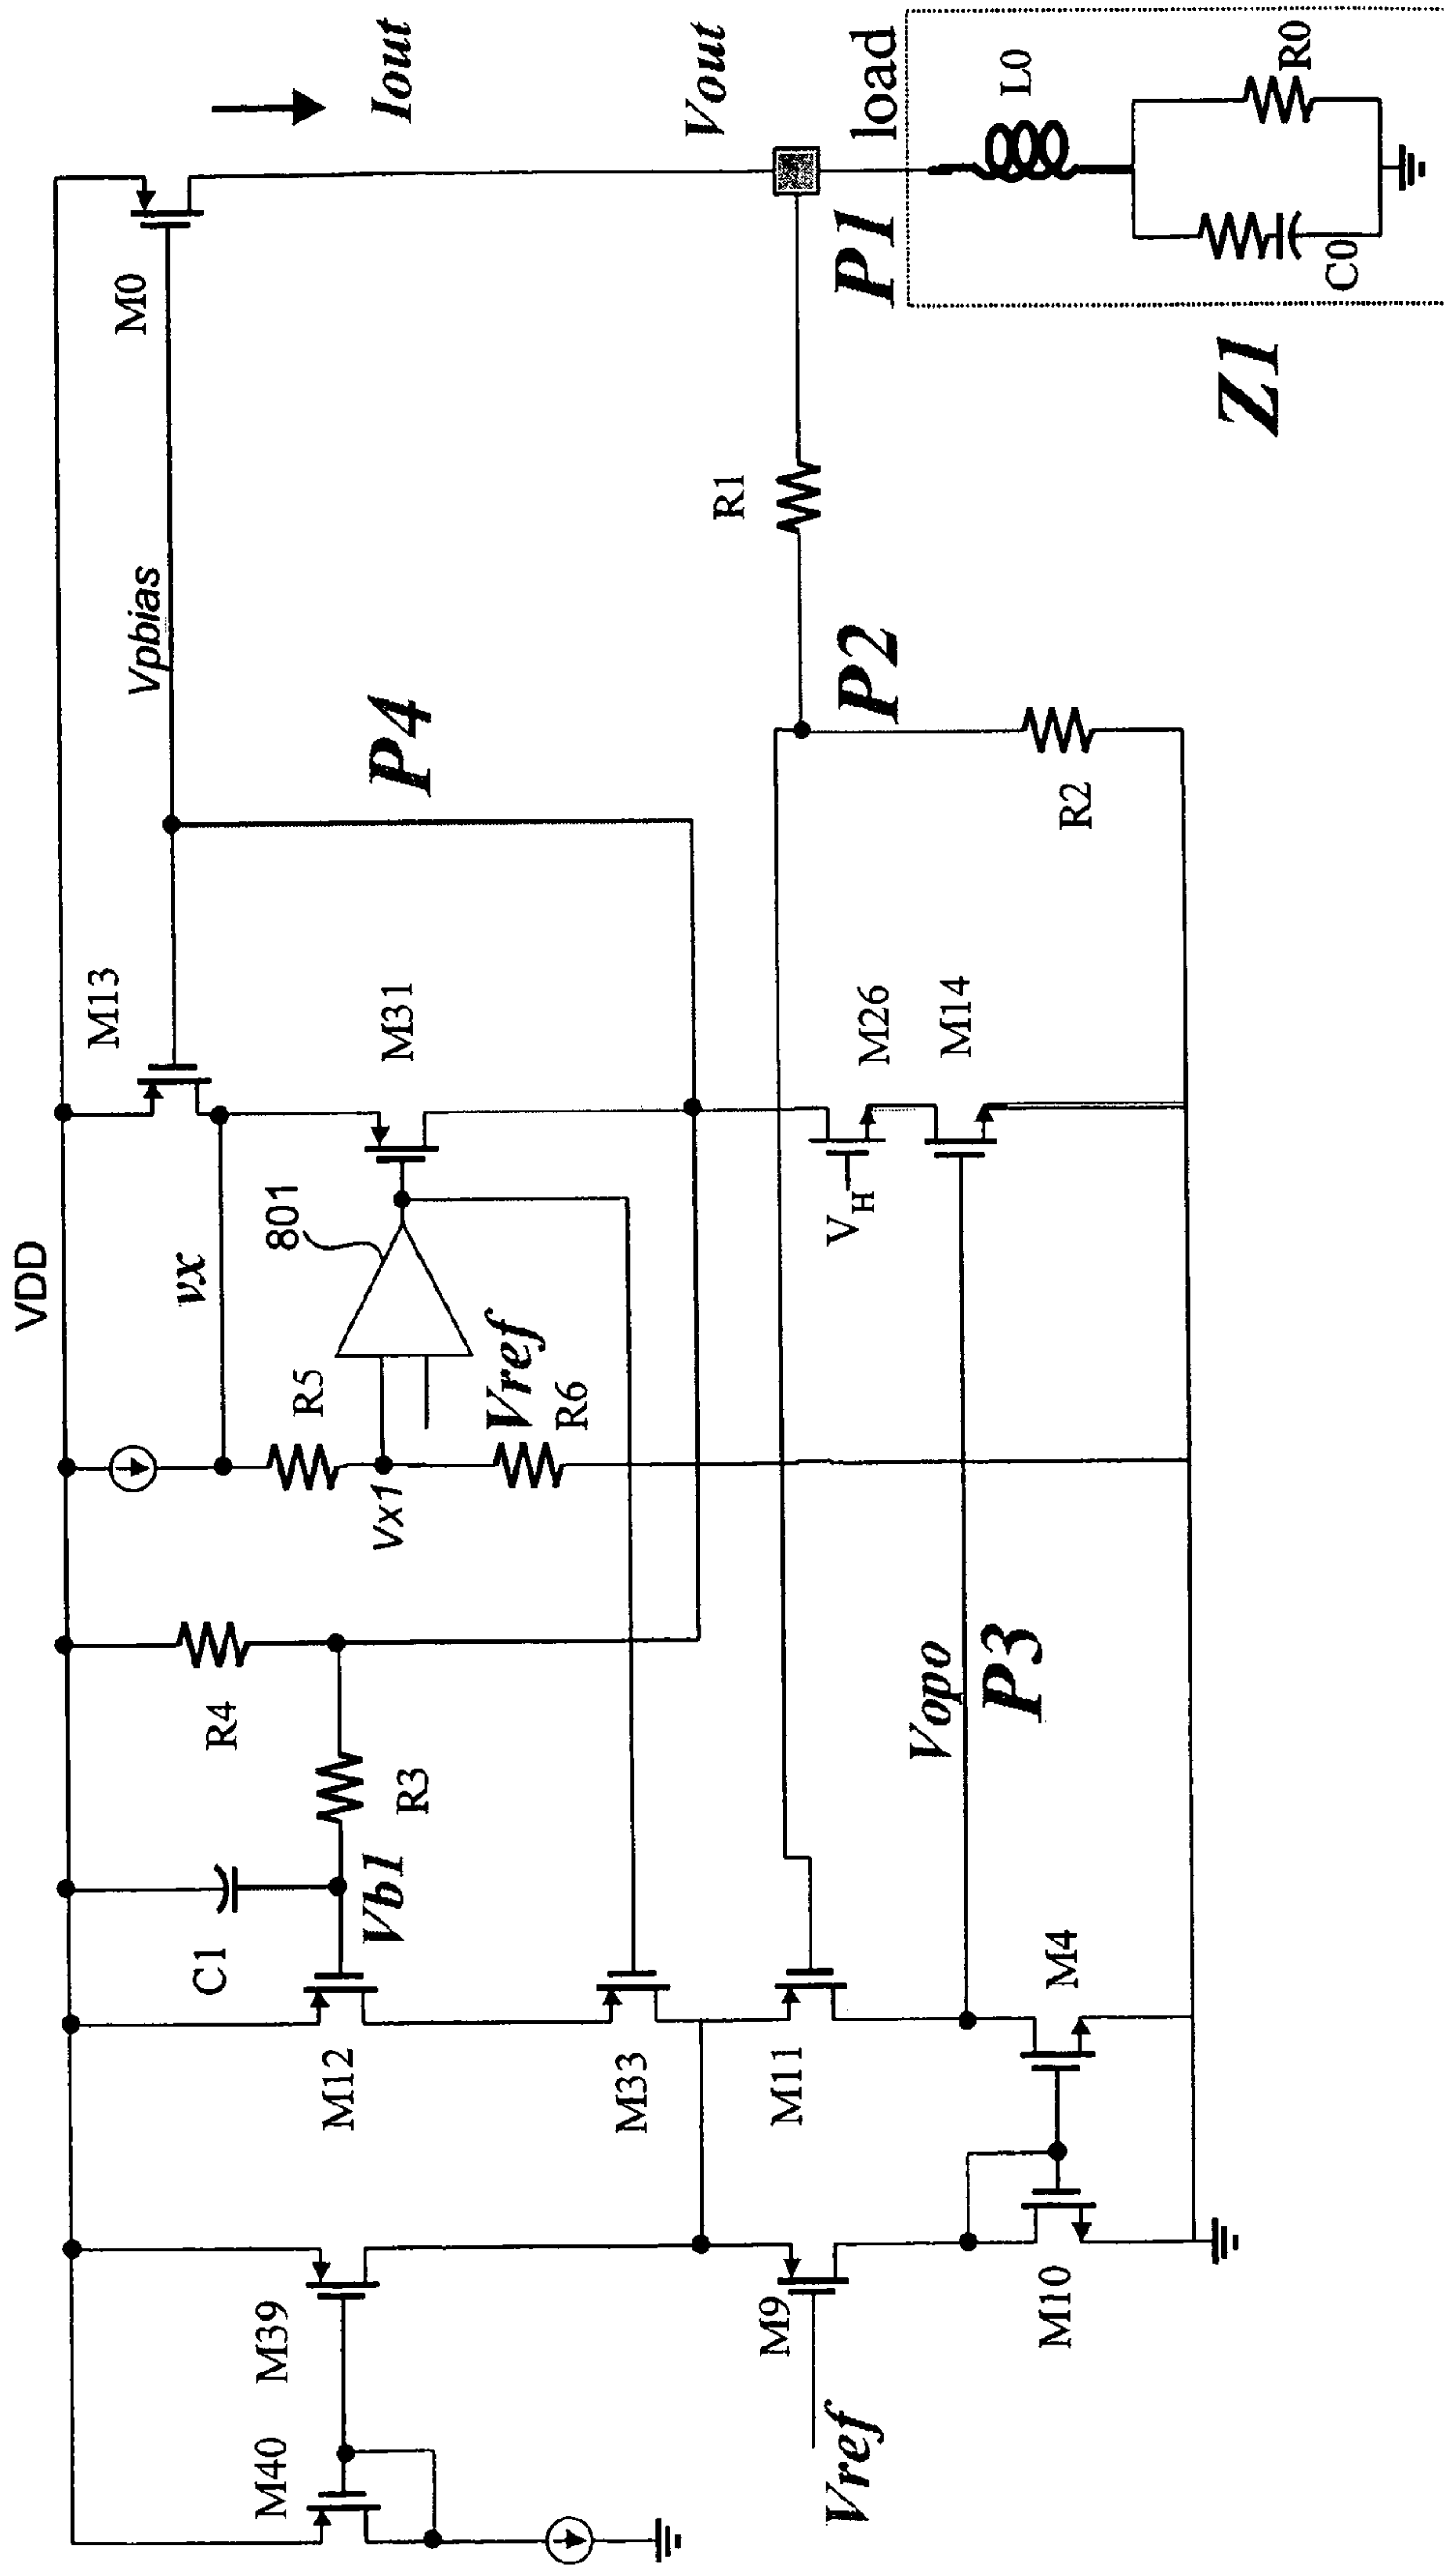 VDD
M40
M39
M12
C1
Vb1
R3
R4
M33
R5
Vx1
vx
801
Vref
R6
M13
M31
Vpbias
P4
M0
Iout
Vref
M9
M11
M10
M4
Vopo
P3
VH
M26
M14
R2
P2
R1
Vout
P1
load
L0
R0
C0
Z1